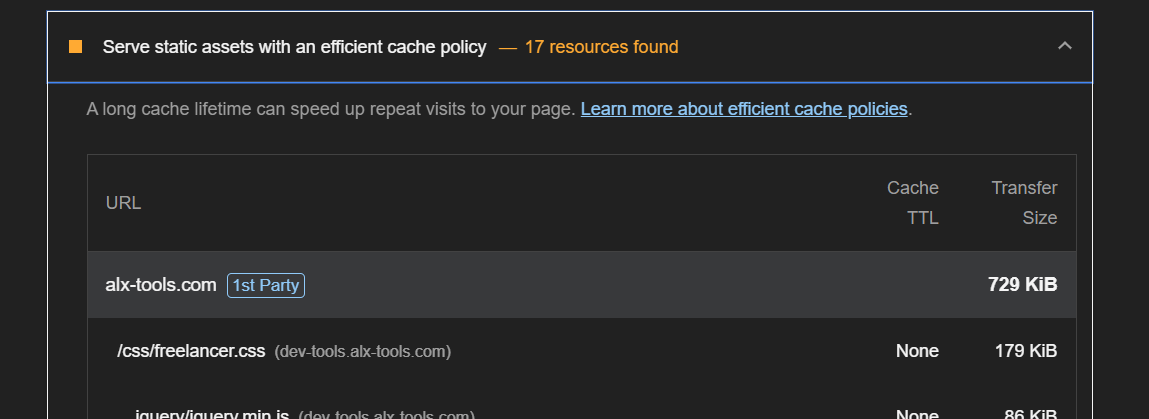 Serve static assets with an efficient cache policy — 17 resources found
A long cache lifetime can speed up repeat visits to your page. Learn more about efficient cache policies.
URL
Cache TTL
Transfer Size
alx-tools.com 1st Party 729 KiB
/css/freelancer.css (dev-tools.alx-tools.com) None 179 KiB
jquery/jquery.min.js (dev-tools.alx-tools.com) None 86 KiB